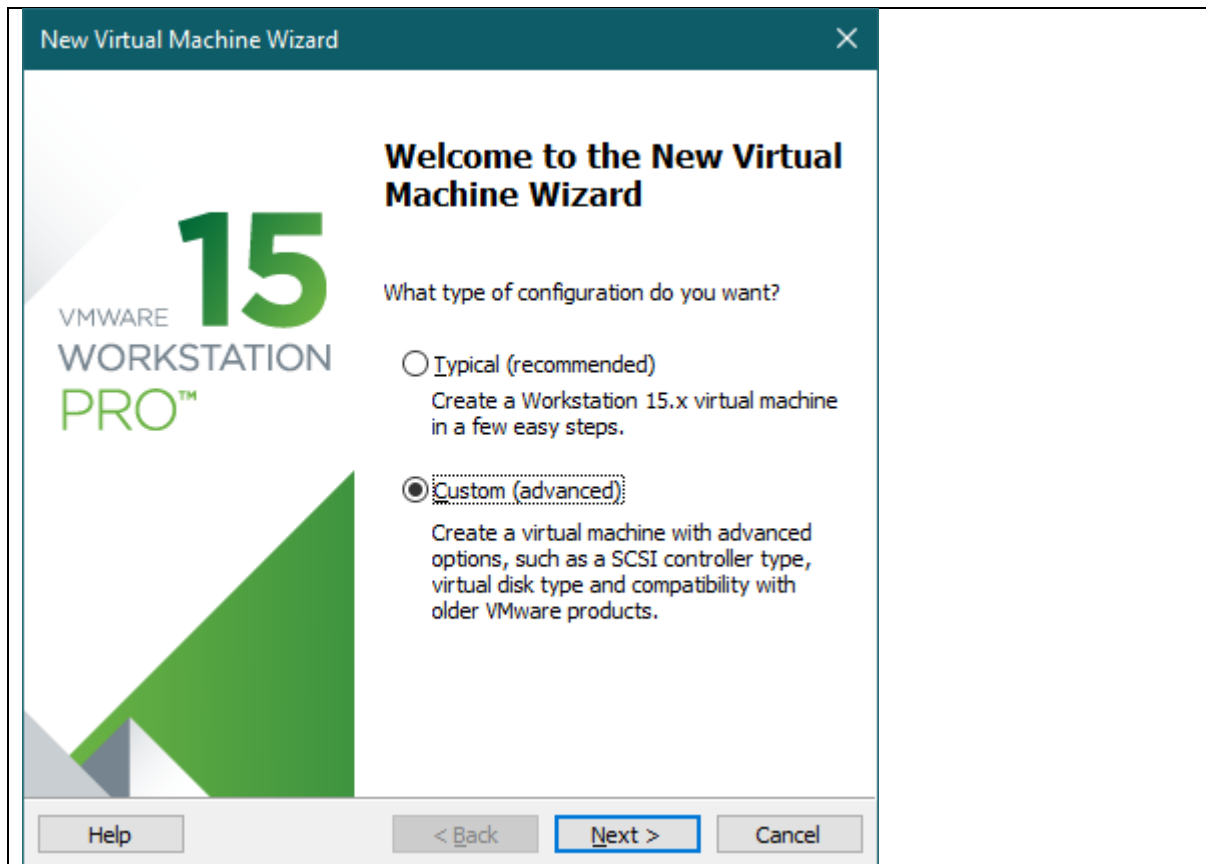 New Virtual Machine Wizard
Welcome to the New Virtual
Machine Wizard
15
VMWARE
WORKSTATION
PRO™
What type of configuration do you want?
Typical (recommended)
Create a Workstation 15.x virtual machine
in a few easy steps.
Custom (advanced)
Create a virtual machine with advanced
options, such as a SCSI controller type,
virtual disk type and compatibility with
older VMware products.
Help
< Back
Next >
Cancel